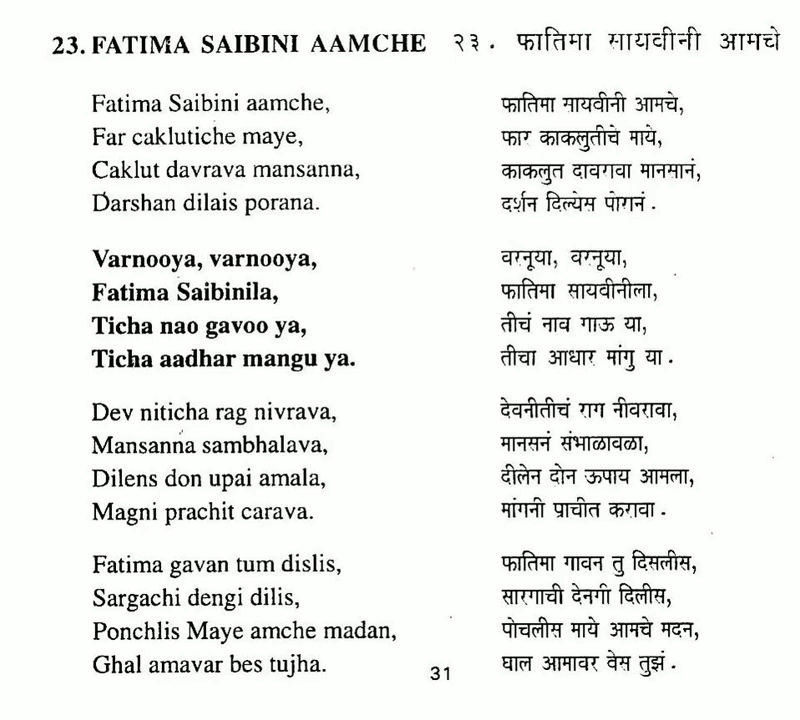 23. FATIMA SAIBINI AAMCHE २३. फातिमा सायवीनी आमचे
Fatima Saibini aamche,
Far caklutiche maye,
Caklut davrava mansanna,
Darshan dilais porana.
Varnooya, varnooya,
Fatima Saibinila,
Ticha nao gavoo ya,
Ticha aadhar mangu ya.
Dev niticha rag nivrava,
Mansanna sambhalava,
Dilens don upai amala,
Magni prachit carava.
Fatima gavan tum dislis,
Sargachi dengi dilis,
Ponchlis Maye amche madan,
Ghal amavar bes tujha.
फातिमा सायवीनी आमचे,
फार काकलुतीचे माये,
काकलुत दावरावा मानसानं,
दर्शन दिल्येस पोरानं.
वरनूया, वरनूया,
फातिमा सायवीनीला,
तीचं नाव गाऊ या,
तीचा आधार मांगु या.
देवनीतीचं राग नीवरावा,
मानसनं संभाळावळा,
दीलेन दोन ऊपाय आमला,
मांगनी प्राचीत करावा.
फातिमा गावन तु दिसलीस,
सारगाची देनगी दिलीस,
पोचलीस माये आमचे मदन,
घाल आमावर वेस तुझं.
31